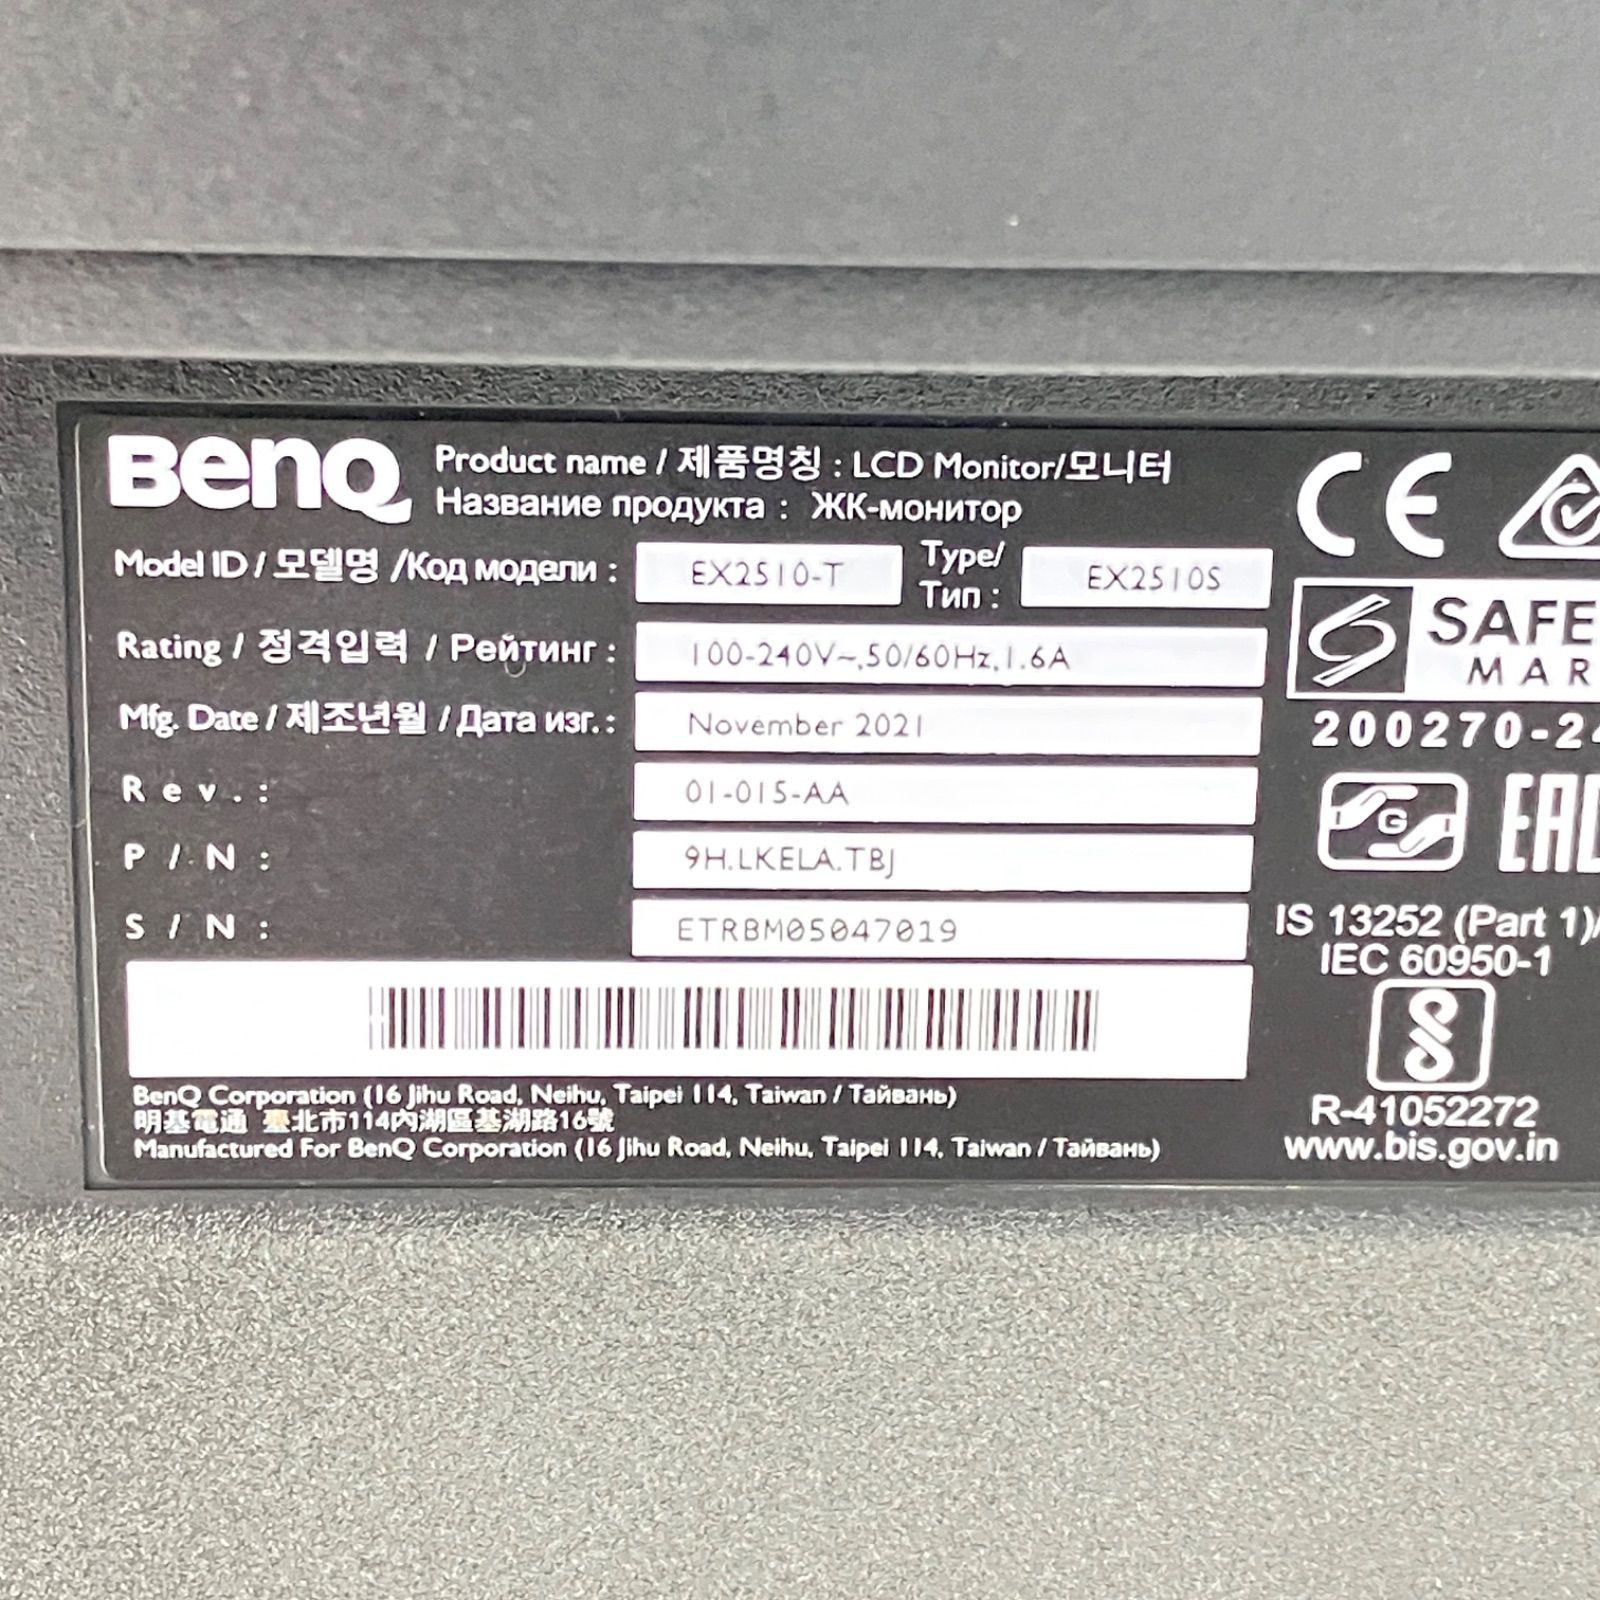 BenQ
Product name / 제품명칭 : LCD Monitor/모니터
Название продукта : ЖК-монитор
Model ID / 모델명 /Код модели : EX2510-T Type/ Тип : EX2510S
Rating / 정격입력 / Рейтинг : 100-240V~,50/60Hz,1.6A
Mfg. Date / 제조년월 / Дата изг. : November 2021
Rev. : 01-015-AA
P/N : 9H.LKELA.TBJ
S/N : ETRBM05047019
BenQ Corporation (16 Jihu Road, Neihu, Taipei 114, Taiwan / Тайвань)
明基電通 臺北市114內湖區基湖路16號
Manufactured For BenQ Corporation (16 Jihu Road, Neihu, Taipei 114, Taiwan / Тайвань)
CE
SAFE
MAR
200270-24
G
EAC
IS 13252 (Part 1)/
IEC 60950-1
R-41052272
www.bis.gov.in